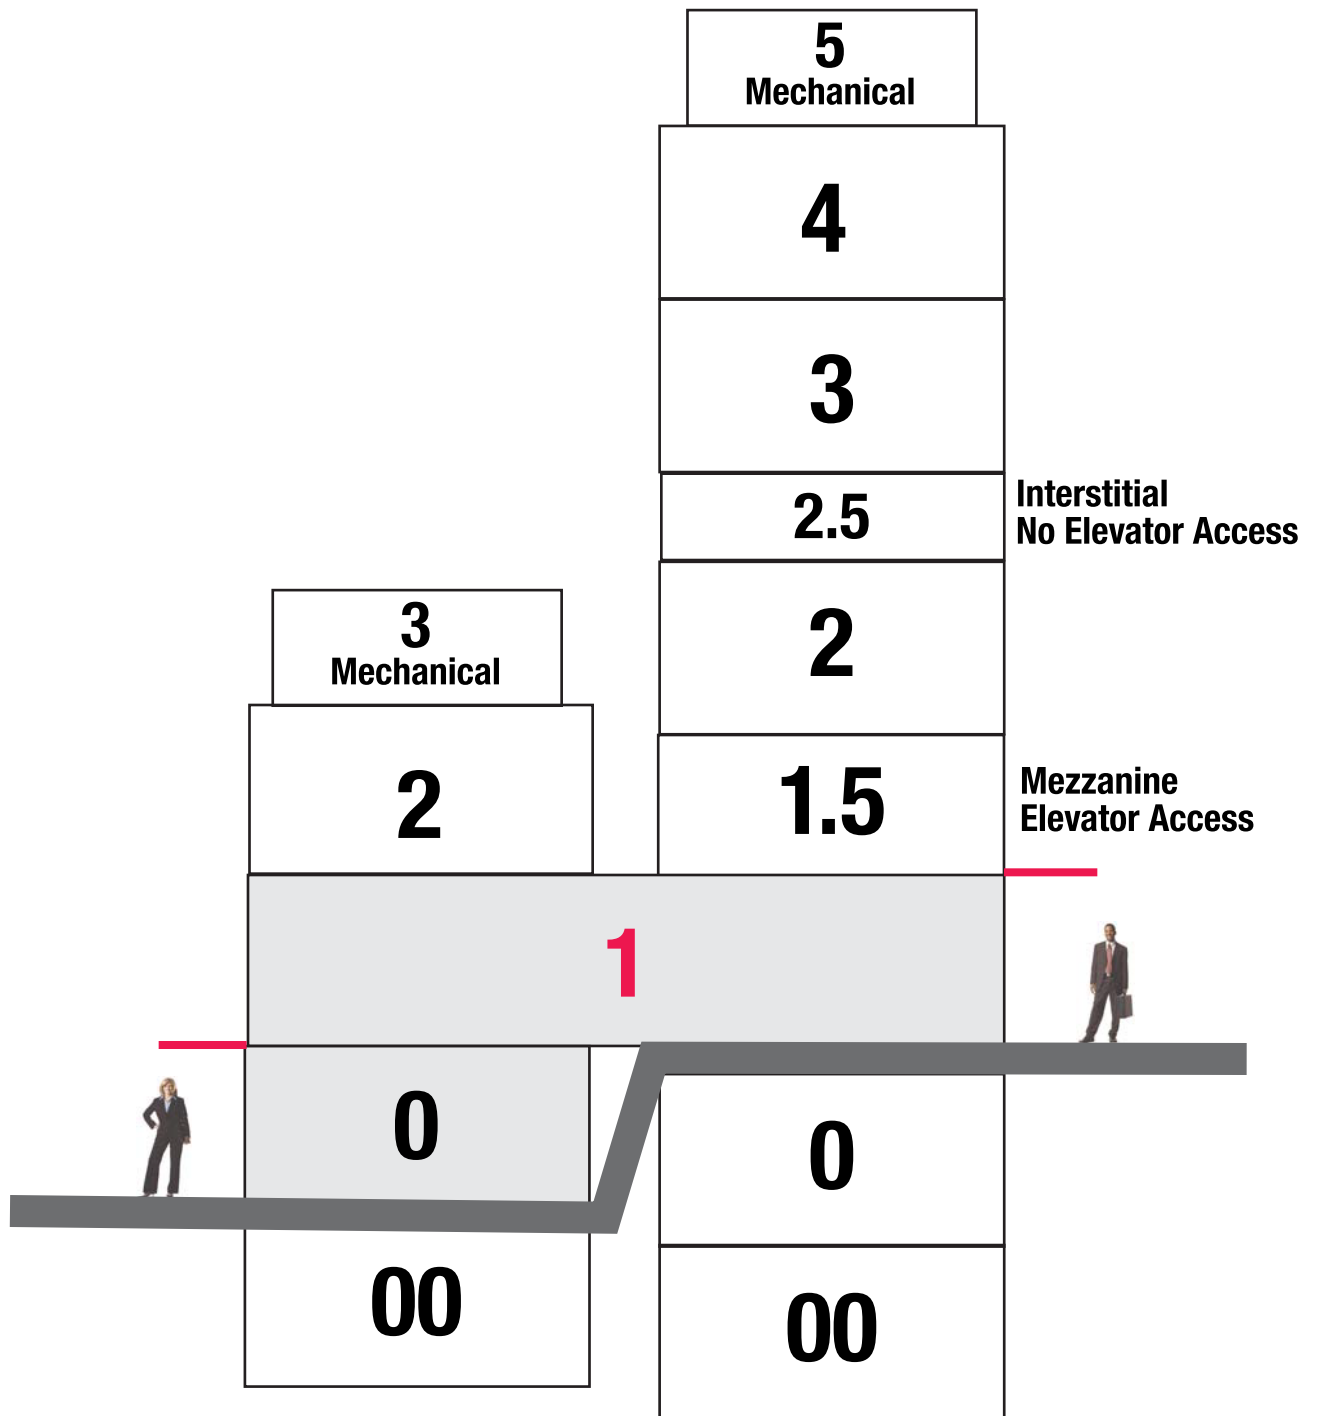 5
Mechanical
4
3
2.5
Interstitial
No Elevator Access
2
3
Mechanical
2
1.5
Mezzanine
Elevator Access
1
0
0
00
00